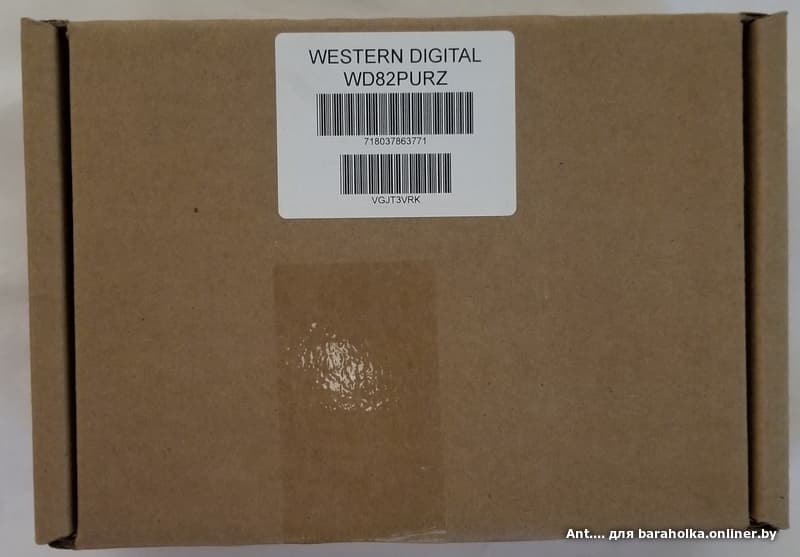 WESTERN DIGITAL
WD82PURZ
718037863771
VGJT3VRK
Ant.... для baraholka.onliner.by